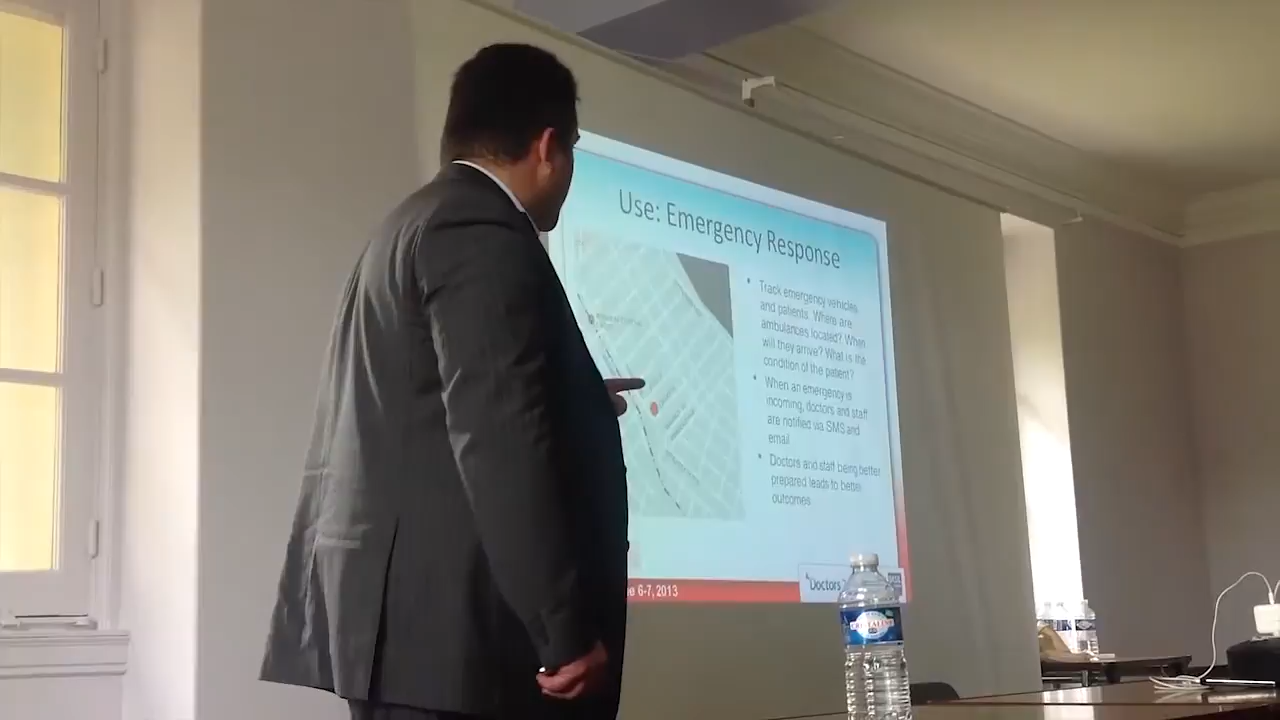 Use: Emergency Response
• Track emergency vehicles
and patients. Where are
ambulances located? When
will they arrive? What is the
condition of the patient?
• When an emergency is
incoming, doctors and staff
are notified via SMS and
email
• Doctors and staff being better
prepared leads to better
outcomes
6-7, 2013
Doctors
CRISTALINE